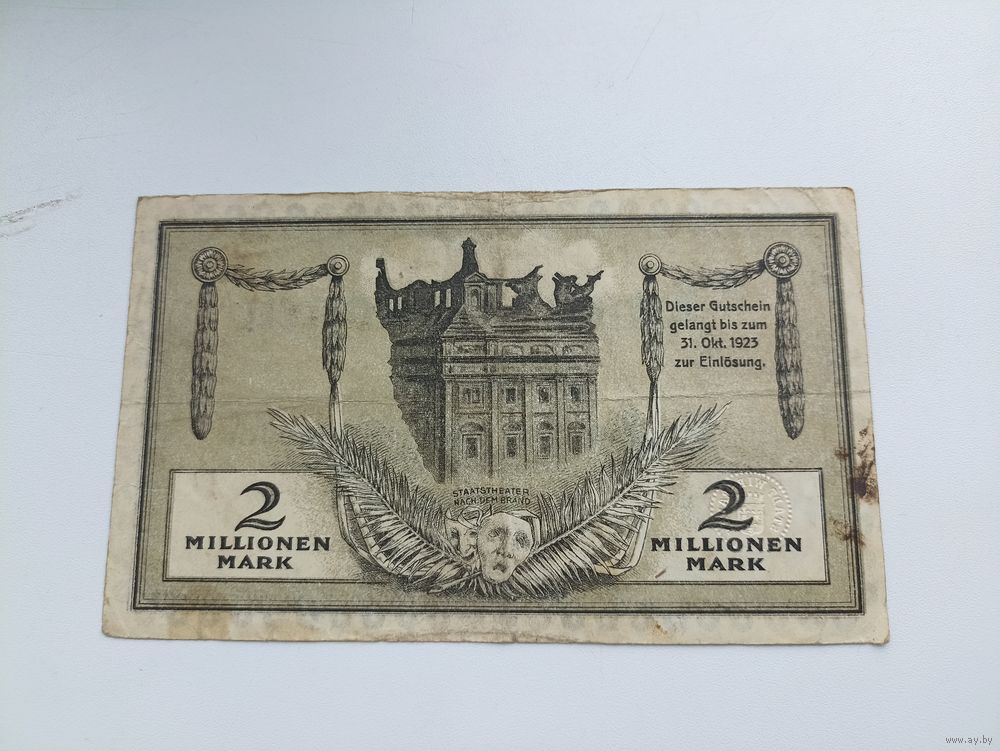 Dieser Gutschein
gelangt bis zum
31. Okt. 1923
zur Einlösung.
STAATSTHEATER
NACH DEM BRAND
2
MILLIONEN
MARK
2
MILLIONEN
MARK
www.ay.by